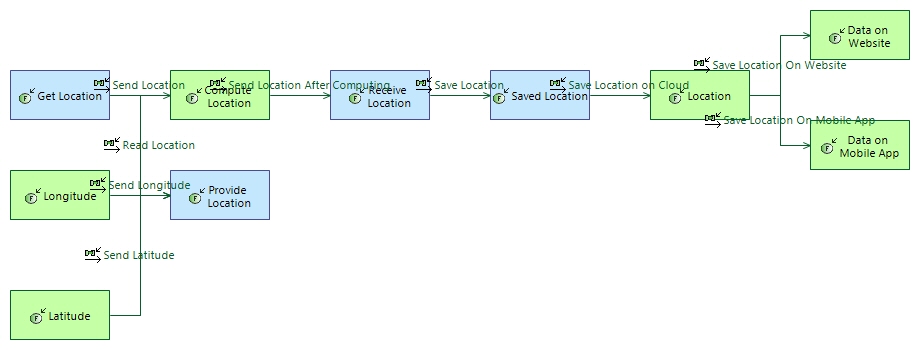 Data on
Website
Save Location On Website
Get Location
Send Location
Compute
Location
Send Location After Computing
Receive
Location
Save Location
Saved Location
Save Location on Cloud
Location
Save Location On Mobile App
Data on
Mobile App
Read Location
Longitude
Send Longitude
Provide
Location
Send Latitude
Latitude